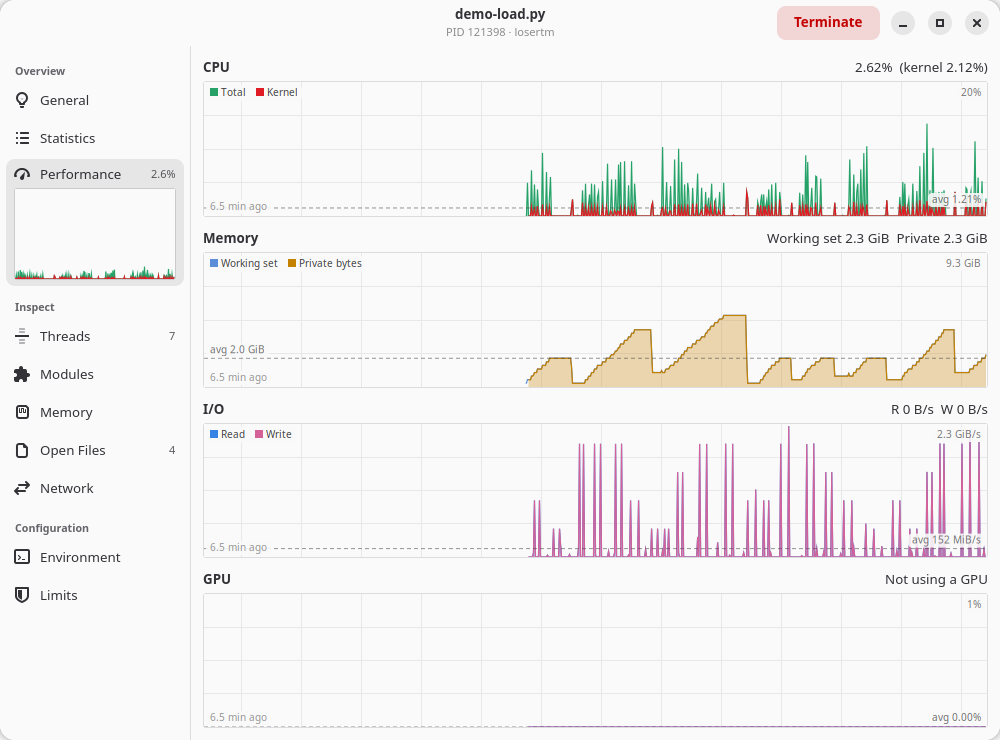 demo-load.py
PID 121398 · losertm
Terminate
Overview
General
Statistics
Performance 2.6%
Inspect
Threads 7
Modules
Memory
Open Files 4
Network
Configuration
Environment
Limits
CPU 2.62% (kernel 2.12%)
Total Kernel 20%
6.5 min ago avg 1.21%
Memory Working set 2.3 GiB Private 2.3 GiB
Working set Private bytes 9.3 GiB
avg 2.0 GiB
6.5 min ago
I/O R 0 B/s W 0 B/s
Read Write 2.3 GiB/s
avg 152 MiB/s
6.5 min ago
GPU Not using a GPU
1%
6.5 min ago avg 0.00%